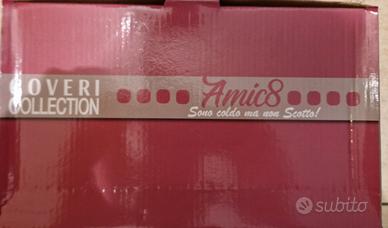 COVERI
COLLECTION
Amic8
Sono caldo ma non Scotto!
subito